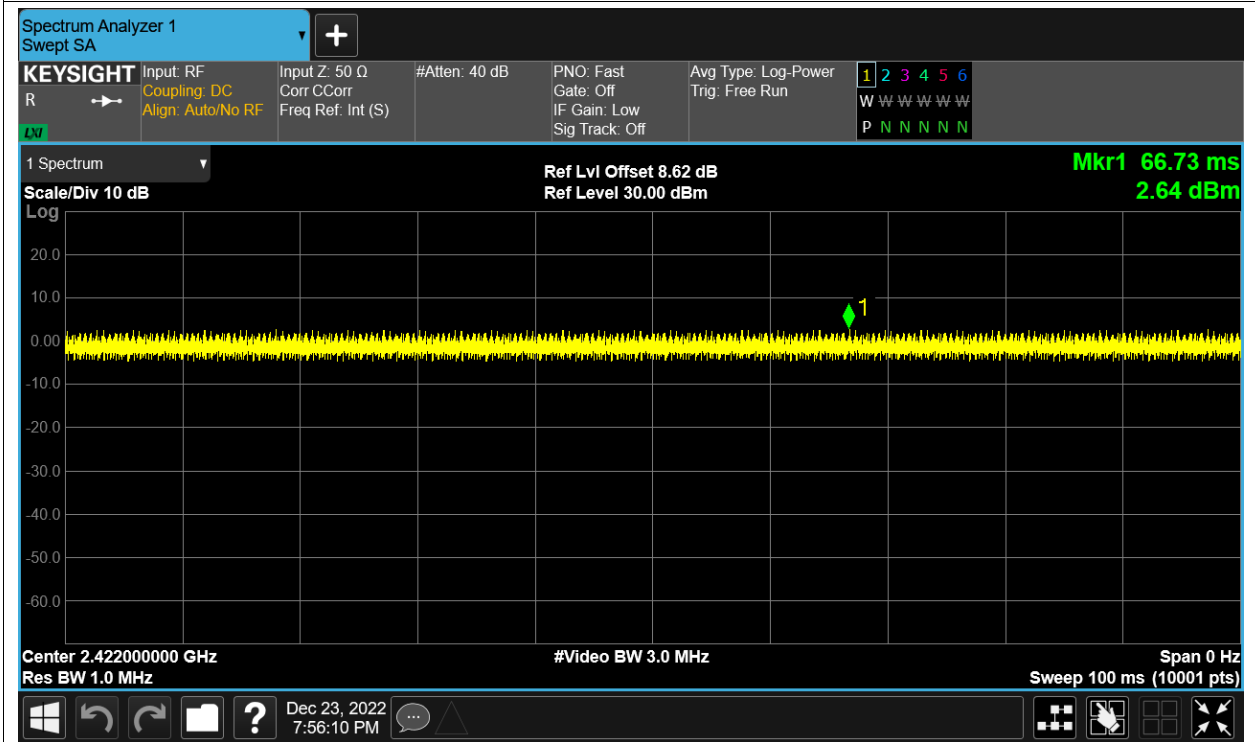 Spectrum Analyzer 1
Swept SA
KEYSIGHT
R
LXI
Input: RF
Coupling: DC
Align: Auto/No RF
Input Z: 50 Ω
Corr CCorr
Freq Ref: Int (S)
#Atten: 40 dB
PNO: Fast
Gate: Off
IF Gain: Low
Sig Track: Off
Avg Type: Log-Power
Trig: Free Run
1 2 3 4 5 6
W W W W W W
P N N N N N
1 Spectrum
Scale/Div 10 dB
Log
Ref Lvl Offset 8.62 dB
Ref Level 30.00 dBm
Mkr1 66.73 ms
2.64 dBm
20.0
10.0
1
0.00
-10.0
-20.0
-30.0
-40.0
-50.0
-60.0
Center 2.422000000 GHz
Res BW 1.0 MHz
#Video BW 3.0 MHz
Span 0 Hz
Sweep 100 ms (10001 pts)
?
Dec 23, 2022
7:56:10 PM